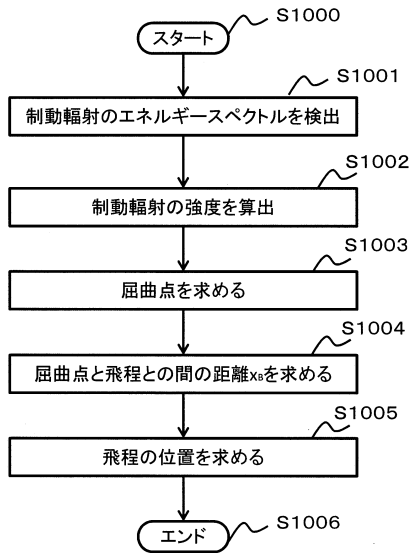 S1000
スタート
S1001
制動輻射のエネルギースペクトルを検出
S1002
制動輻射の強度を算出
S1003
屈曲点を求める
S1004
屈曲点と飛程との間の距離xBを求める
S1005
飛程の位置を求める
エンド
S1006